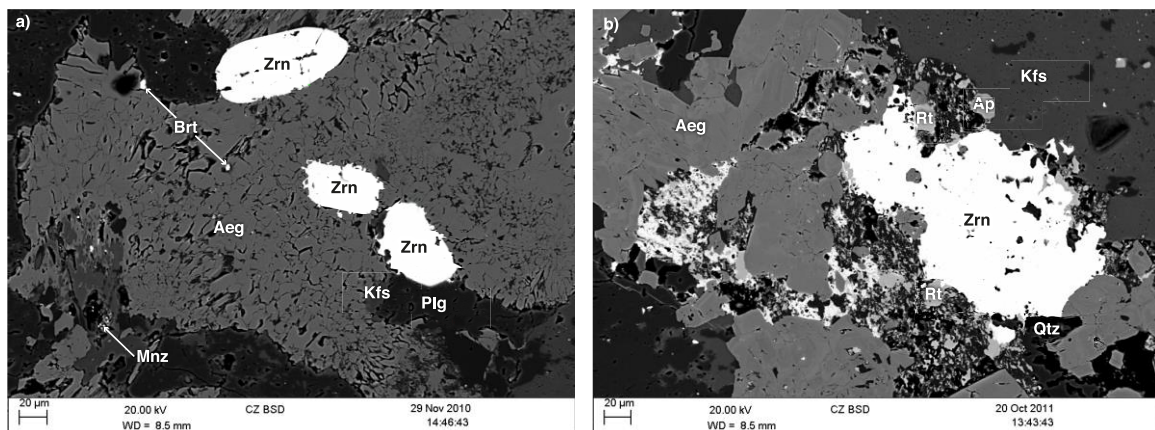 a)
Zrn
Brt
Zrn
Aeg
Zrn
Kfs
Plg
Mnz
20 µm
20.00 kV
CZ BSD
29 Nov 2010
WD = 8.5 mm
14:46:43
b)
Kfs
Ap
Aeg
Rt
Zrn
Rt
Qtz
20 µm
20.00 kV
CZ BSD
20 Oct 2011
WD = 8.5 mm
13:43:43